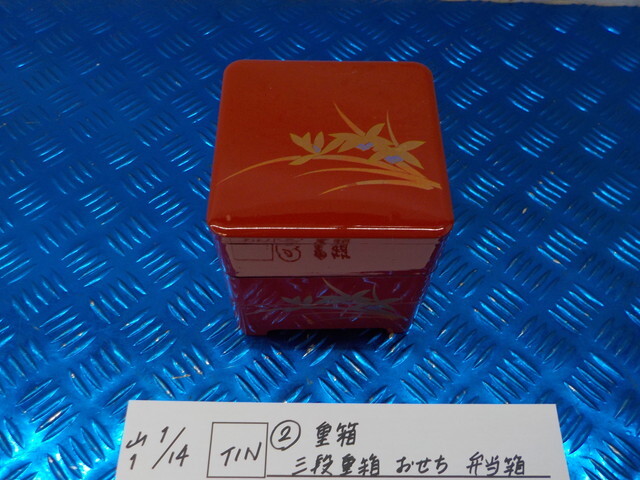 山 1/14 TIN ② 重箱
1 三段重箱 おせち 弁当箱